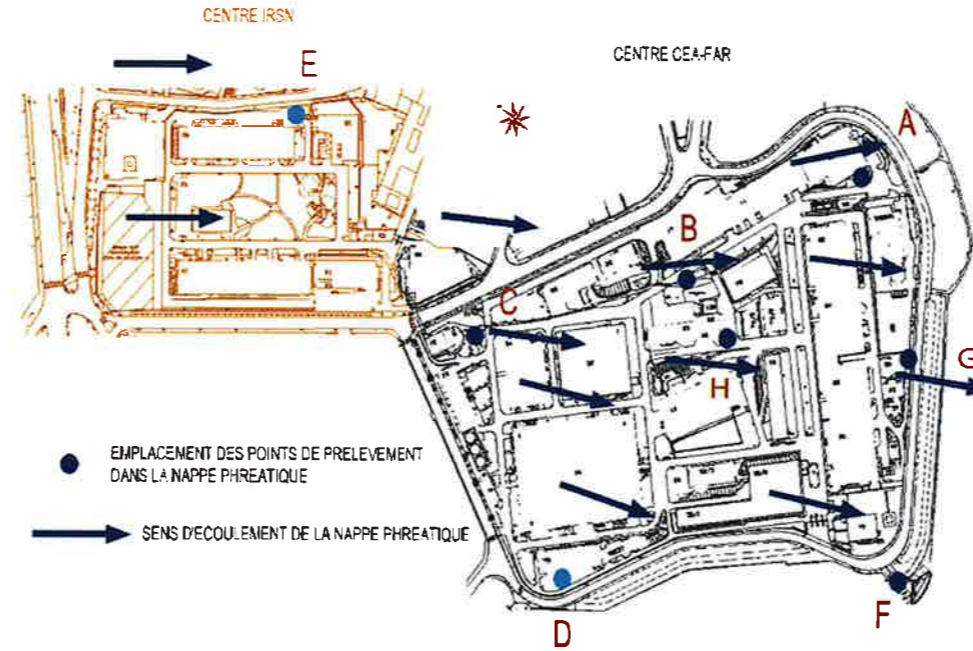 CENTRE IRSN
CENTRE CEA-FAR
E
A
B
C
G
H
EMPLACEMENT DES POINTS DE PRELEVEMENT
DANS LA NAPPE PHREATIQUE
SENS D'ECOULEMENT DE LA NAPPE PHREATIQUE
D
F